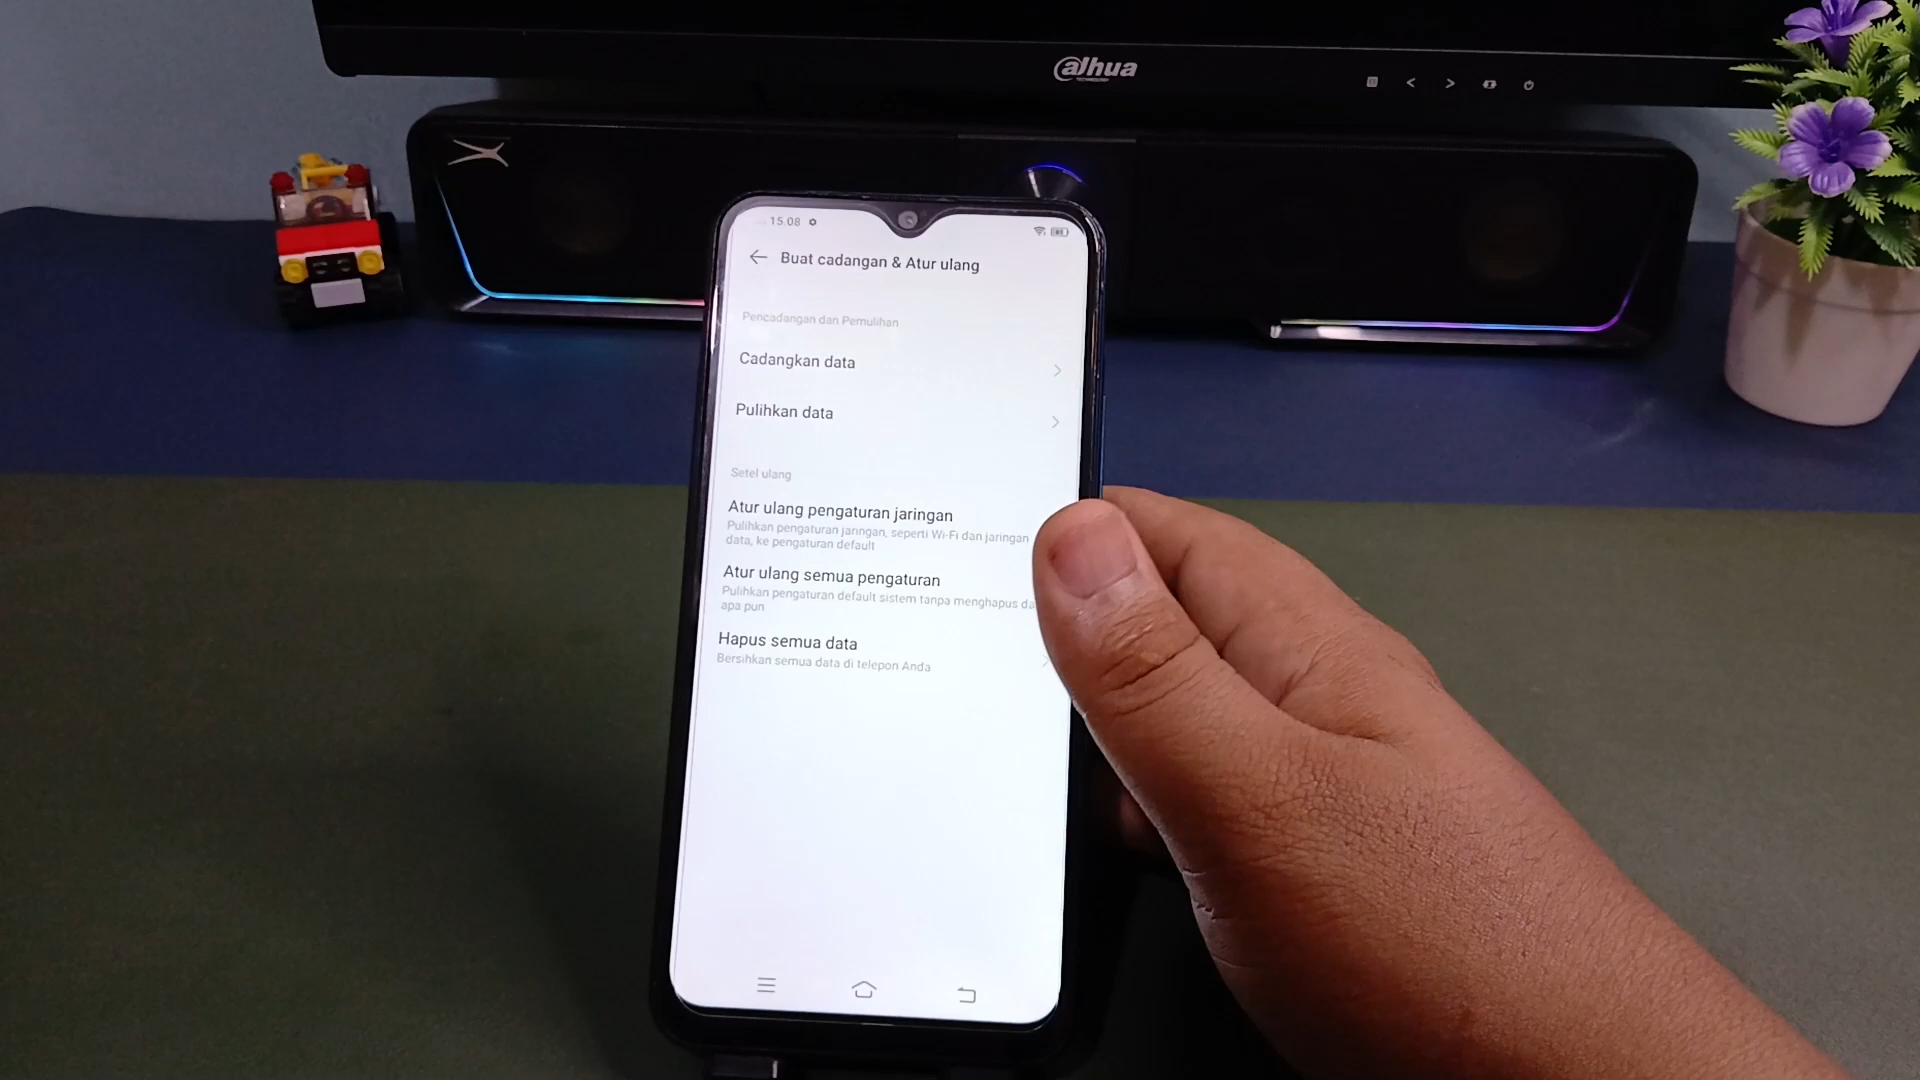 alhua
TECHNOLOGY
15.08
Buat cadangan & Atur ulang
Pencadangan dan Pemulihan
Cadangkan data
Pulihkan data
Setel ulang
Atur ulang pengaturan jaringan
Pulihkan pengaturan jaringan, seperti Wi-Fi dan jaringan
data, ke pengaturan default
Atur ulang semua pengaturan
Pulihkan pengaturan default sistem tanpa menghapus da
apa pun
Hapus semua data
Bersihkan semua data di telepon Anda